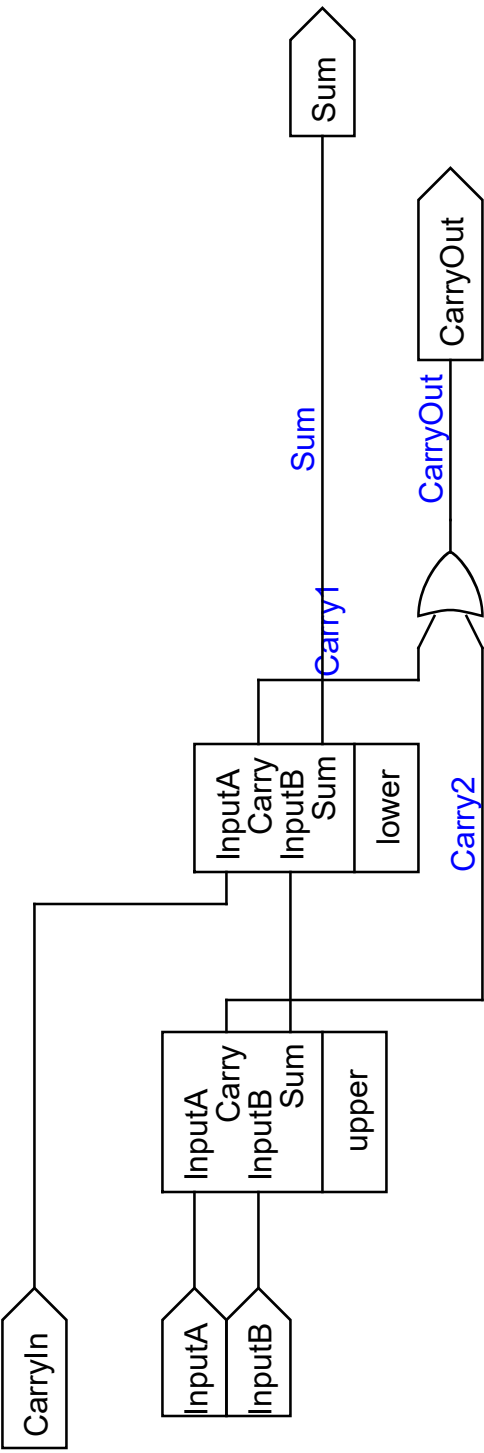 CarryIn
InputA
InputB
InputA
Carry
InputB
Sum
upper
InputA
Carry
InputB
Sum
lower
Carry1
Carry2
Sum
CarryOut
Sum
CarryOut